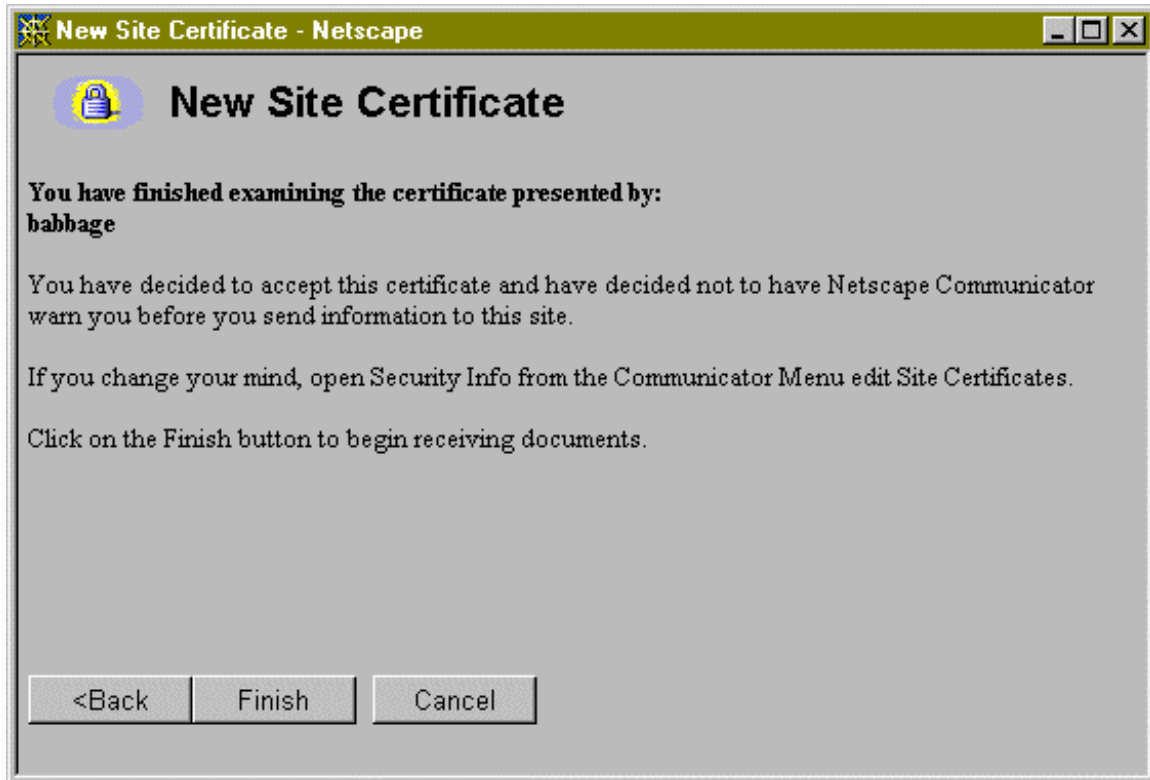 New Site Certificate - Netscape
New Site Certificate
You have finished examining the certificate presented by:
babbage
You have decided to accept this certificate and have decided not to have Netscape Communicator
warn you before you send information to this site.
If you change your mind, open Security Info from the Communicator Menu edit Site Certificates.
Click on the Finish button to begin receiving documents.
<Back Finish Cancel